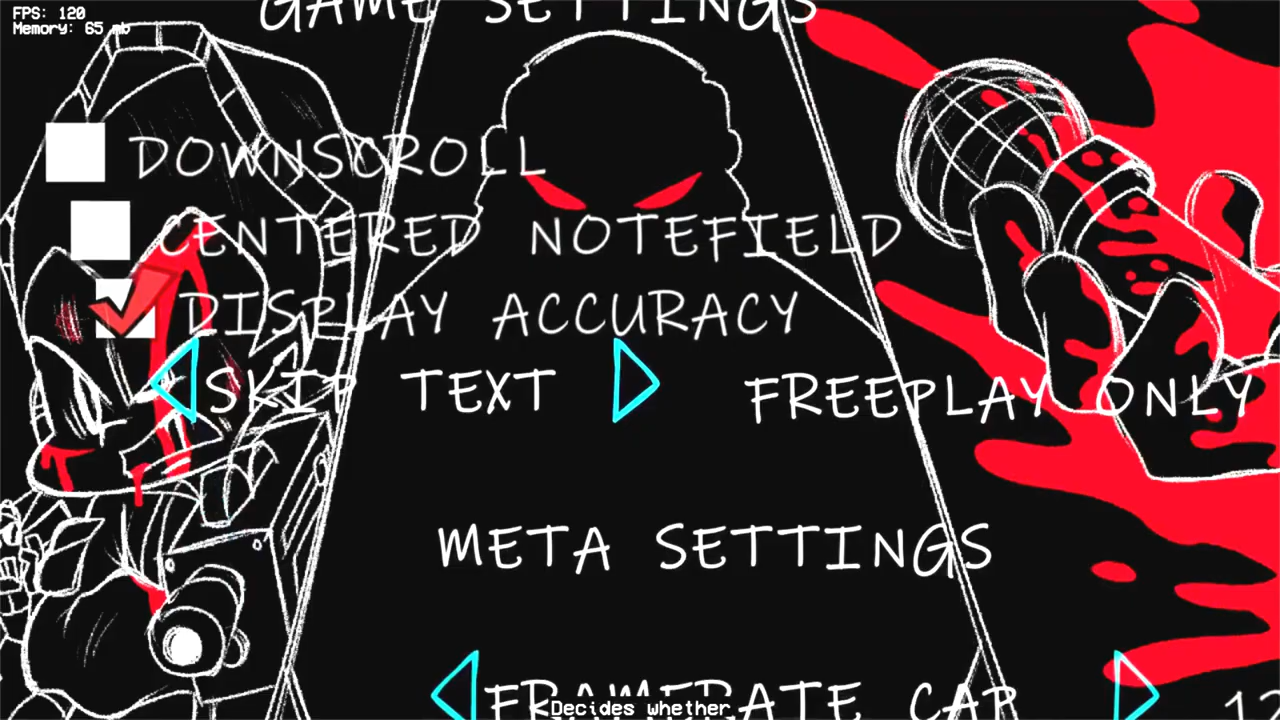 FPS: 120
Memory: 65 mb
GAME SETTINGS
DOWNSCROLL
CENTERED NOTEFIELD
DISPLAY ACCURACY
SKIP TEXT FREEPLAY ONLY
META SETTINGS
FRAMERATE CAP 12
Decides whether